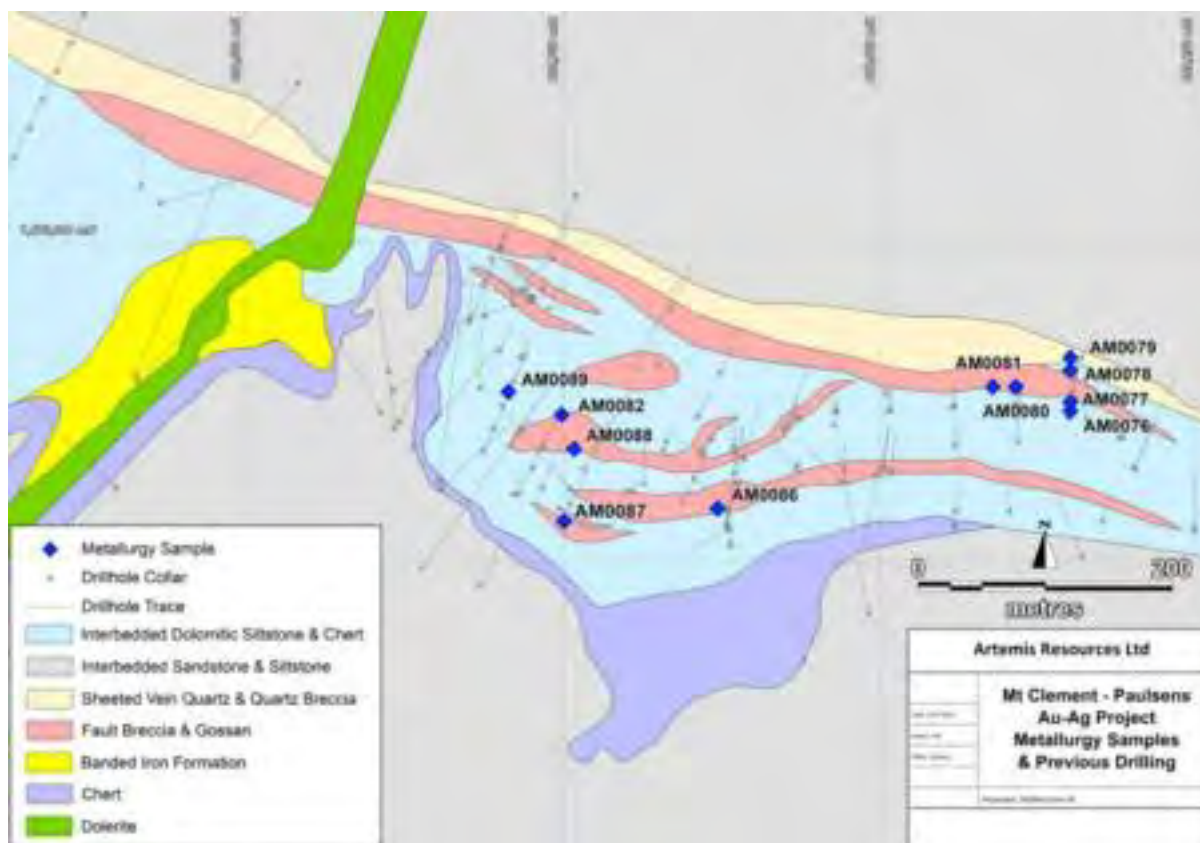 AM0079
AM0081
AM0078
AM0089
AM0077
AM0082
AM0080
AM0076
AM0088
AM0086
AM0087
N
0 200
metres
Metallurgy Sample
Drillhole Collar
Drillhole Trace
Interbedded Dolomitic Siltstone & Chert
Interbedded Sandstone & Siltstone
Sheeted Vein Quartz & Quartz Breccia
Fault Breccia & Gossan
Banded Iron Formation
Chert
Dolerite
Artemis Resources Ltd
Mt Clement - Paulsens
Au-Ag Project
Metallurgy Samples
& Previous Drilling